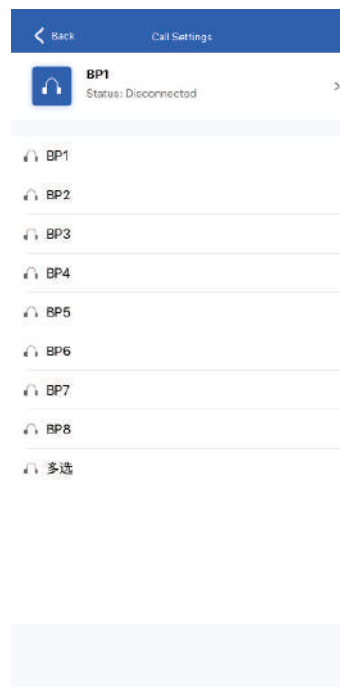 Back
Call Settings
BP1
Status: Disconnected
BP1
BP2
BP3
BP4
BP5
BP6
BP7
BP8
多选